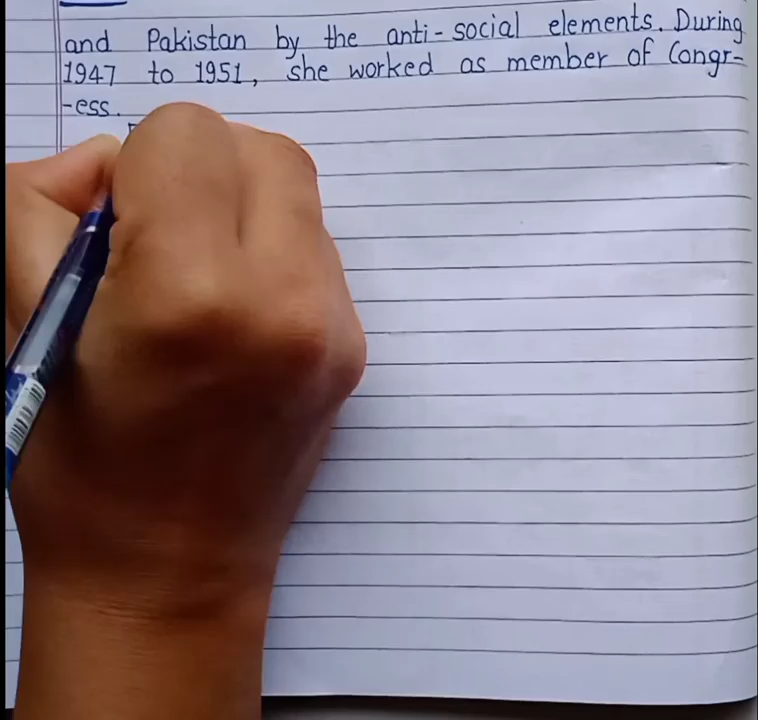 and Pakistan by the anti-social elements. During
1947 to 1951, she worked as member of Congr-
-ess.